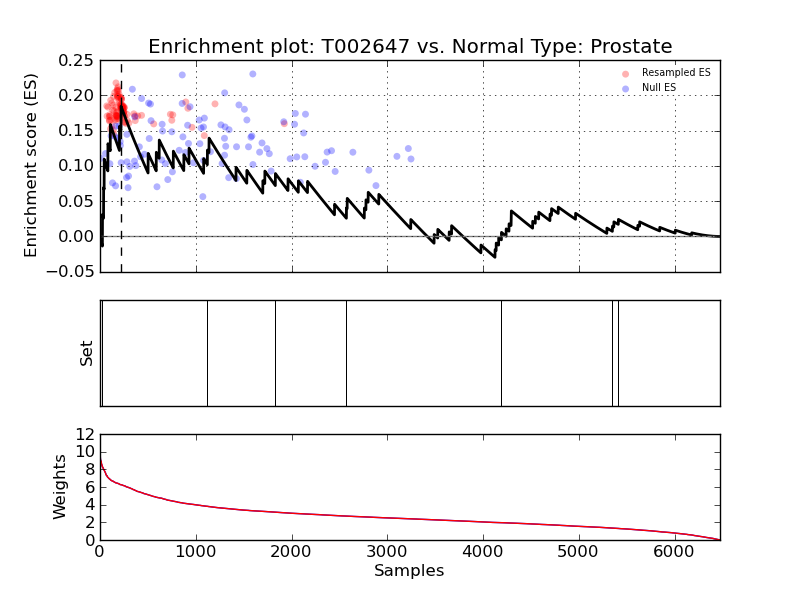 Enrichment plot: T002647 vs. Normal Type: Prostate
Enrichment score (ES)
0.25
0.20
0.15
0.10
0.05
0.00
−0.05
Resampled ES
Null ES
Set
Weights
12
10
8
6
4
2
0
0 1000 2000 3000 4000 5000 6000
Samples